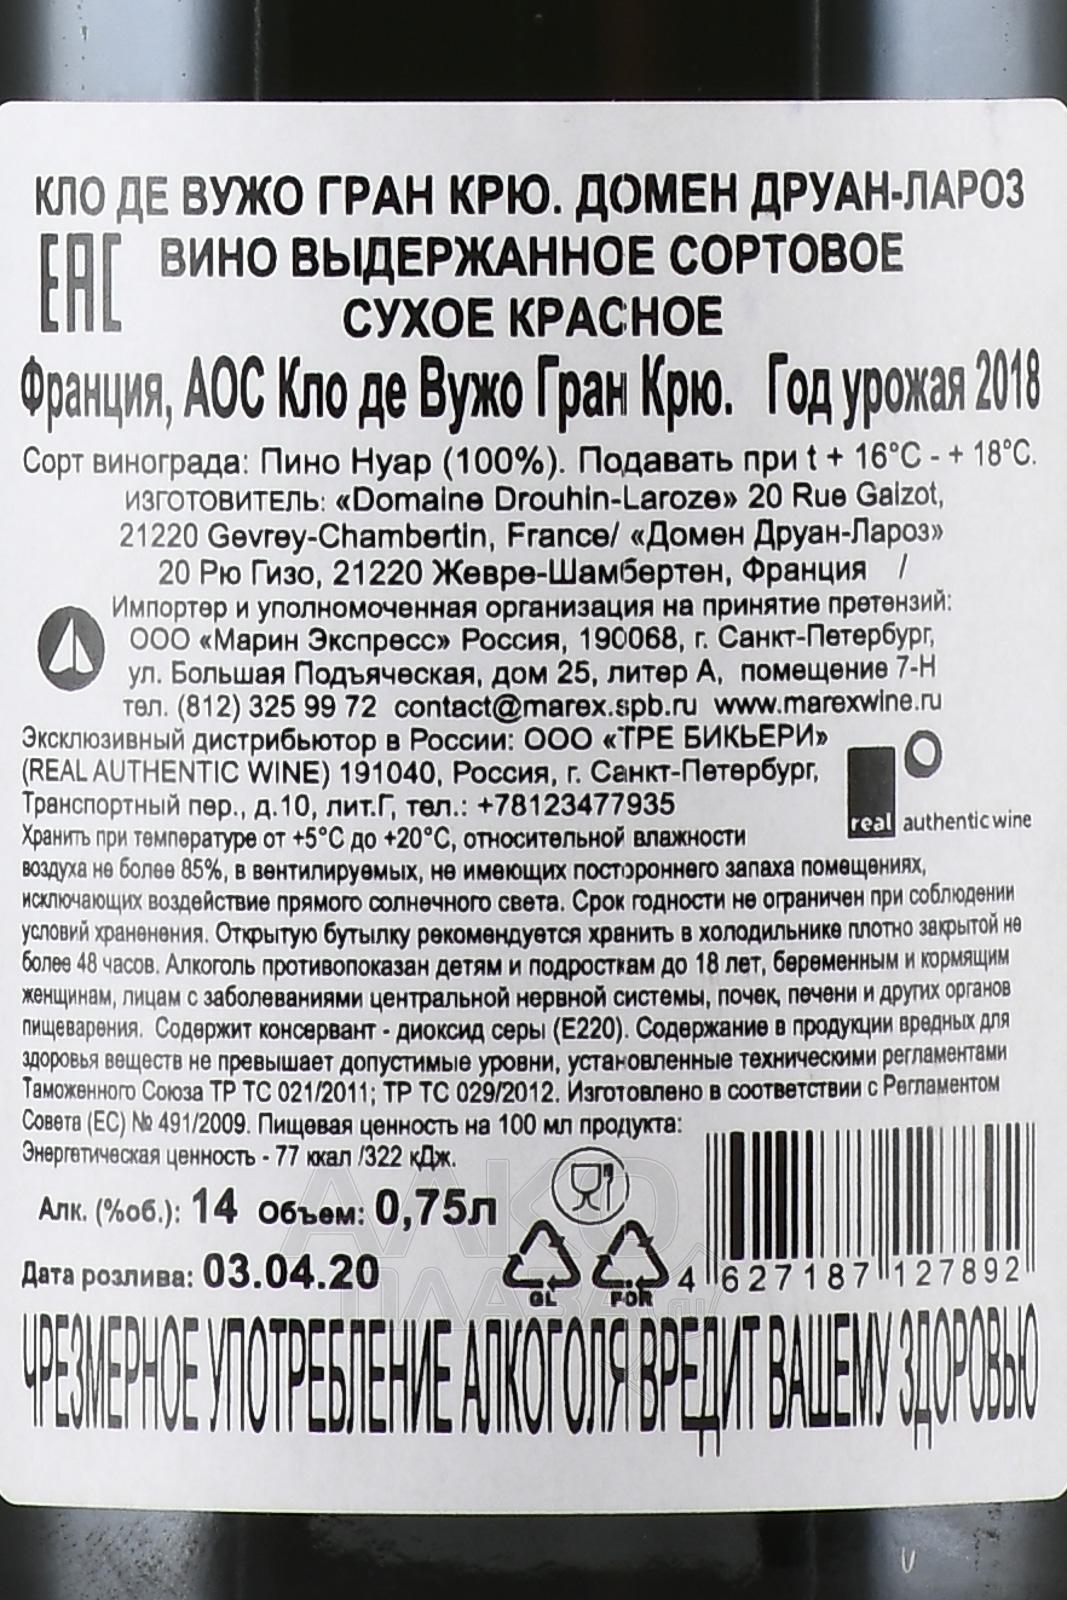 КЛО ДЕ ВУЖО ГРАН КРЮ. ДОМЕН ДРУАН-ЛАРОЗ
EAC ВИНО ВЫДЕРЖАННОЕ СОРТОВОЕ
СУХОЕ КРАСНОЕ
Франция, АОС Кло де Вужо Гран Крю. Год урожая 2018
Сорт винограда: Пино Нуар (100%). Подавать при t + 16°C - + 18°C.
ИЗГОТОВИТЕЛЬ: «Domaine Drouhin-Laroze» 20 Rue Gaizot,
21220 Gevrey-Chambertin, France/ «Домен Друан-Лароз»
20 Рю Гизо, 21220 Жевре-Шамбертен, Франция /
Импортер и уполномоченная организация на принятие претензий:
ООО «Марин Экспресс» Россия, 190068, г. Санкт-Петербург,
ул. Большая Подъяческая, дом 25, литер А, помещение 7-Н
тел. (812) 325 99 72 contact@marex.spb.ru www.marexwine.ru
Эксклюзивный дистрибьютор в России: ООО «ТРЕ БИКЬЕРИ»
(REAL AUTHENTIC WINE) 191040, Россия, г. Санкт-Петербург,
Транспортный пер., д.10, лит.Г, тел.: +78123477935
real authentic wine
Хранить при температуре от +5°C до +20°C, относительной влажности
воздуха не более 85%, в вентилируемых, не имеющих постороннего запаха помещениях,
исключающих воздействие прямого солнечного света. Срок годности не ограничен при соблюдении
условий храненения. Открытую бутылку рекомендуется хранить в холодильнике плотно закрытой не
более 48 часов. Алкоголь противопоказан детям и подросткам до 18 лет, беременным и кормящим
женщинам, лицам с заболеваниями центральной нервной системы, почек, печени и других органов
пищеварения. Содержит консервант - диоксид серы (E220). Содержание в продукции вредных для
здоровья веществ не превышает допустимые уровни, установленные техническими регламентами
Таможенного Союза ТР ТС 021/2011; ТР ТС 029/2012. Изготовлено в соответствии с Регламентом
Совета (ЕС) № 491/2009. Пищевая ценность на 100 мл продукта:
Энергетическая ценность - 77 ккал /322 кДж.
Алк. (%об.): 14 Объем: 0,75л
Дата розлива: 03.04.20
GL FOR
4 627187 127892
АЛКО
ПЛАЗА.ru
ЧРЕЗМЕРНОЕ УПОТРЕБЛЕНИЕ АЛКОГОЛЯ ВРЕДИТ ВАШЕМУ ЗДОРОВЬЮ